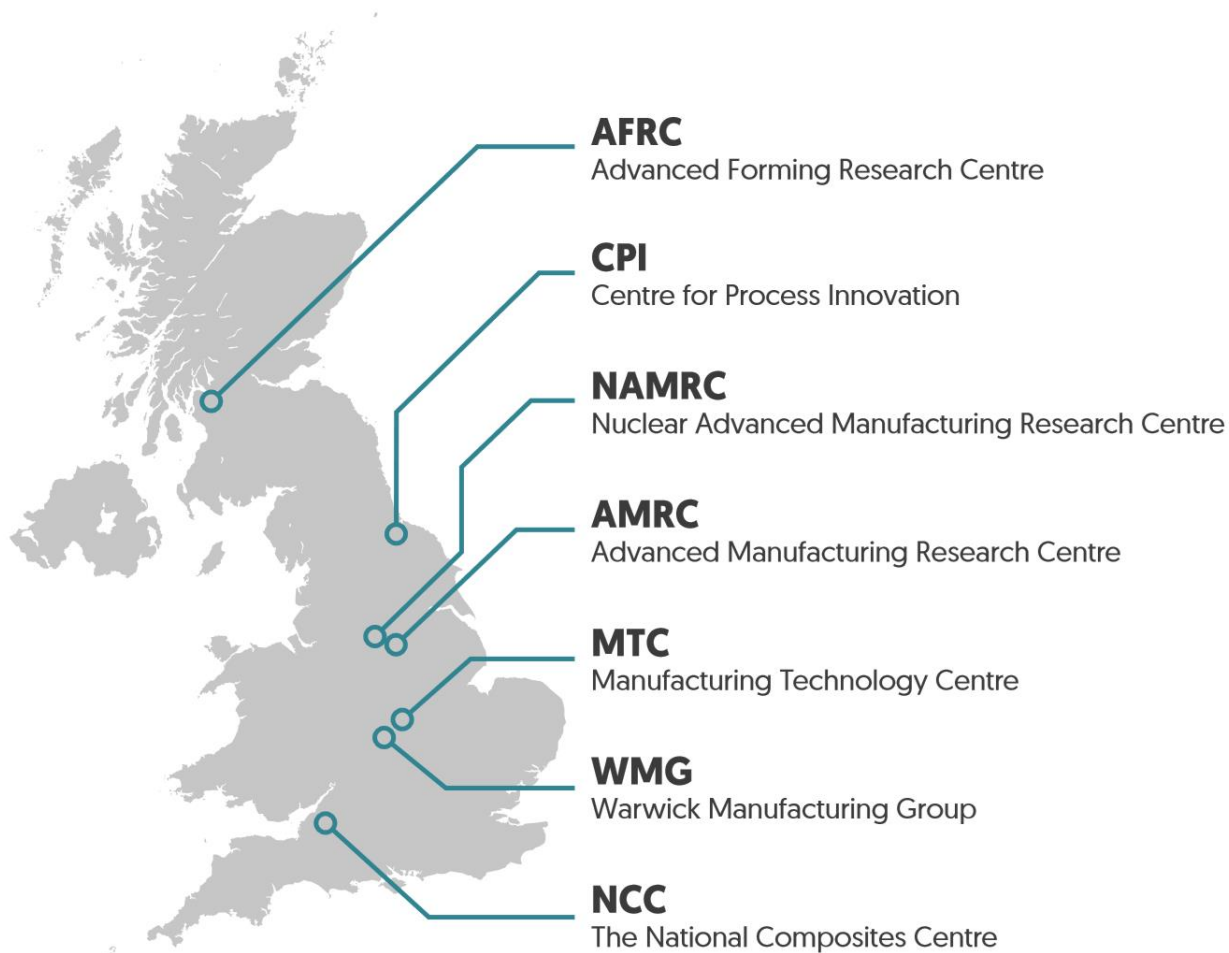 AFRC
Advanced Forming Research Centre
CPI
Centre for Process Innovation
NAMRC
Nuclear Advanced Manufacturing Research Centre
AMRC
Advanced Manufacturing Research Centre
MTC
Manufacturing Technology Centre
WMG
Warwick Manufacturing Group
NCC
The National Composites Centre